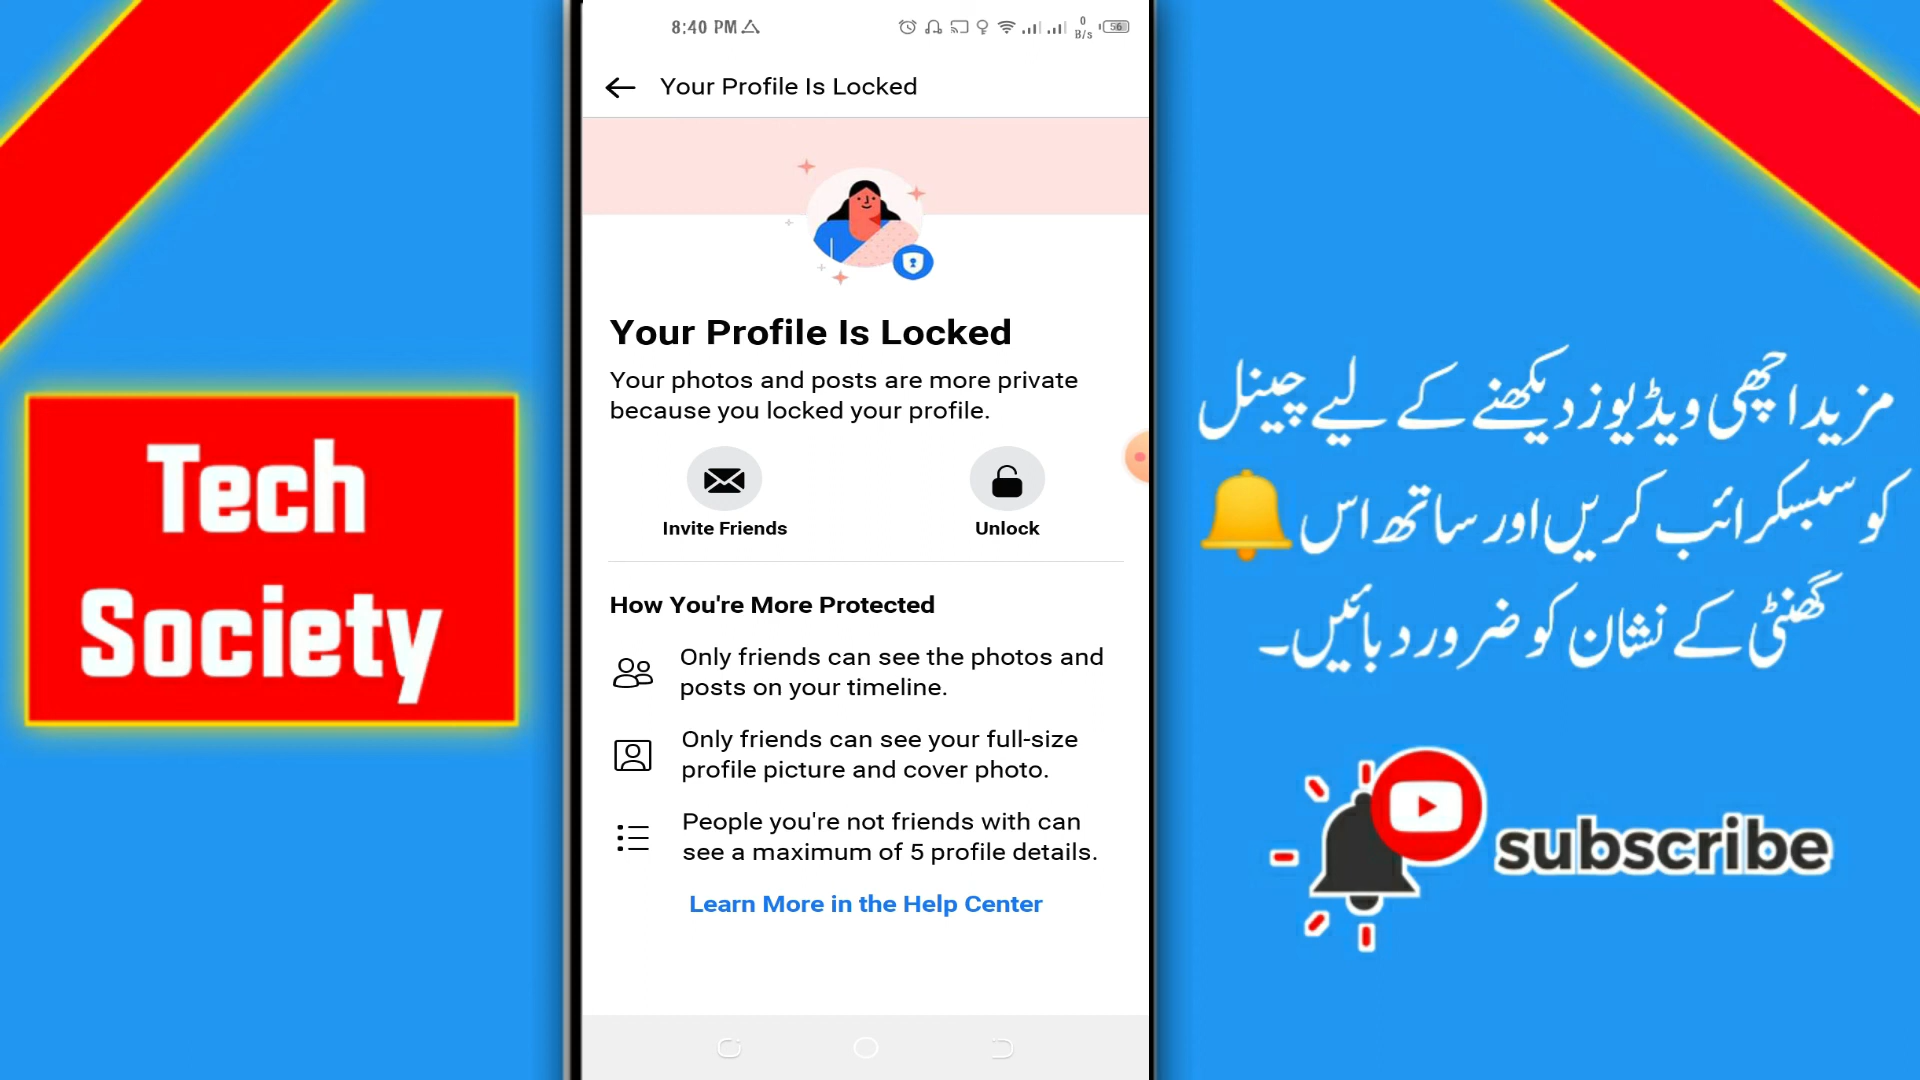 8:40 PM
0
B/s
56
Your Profile Is Locked
Your Profile Is Locked
Your photos and posts are more private
because you locked your profile.
Invite Friends
Unlock
How You're More Protected
Only friends can see the photos and
posts on your timeline.
Only friends can see your full-size
profile picture and cover photo.
People you're not friends with can
see a maximum of 5 profile details.
Learn More in the Help Center
Tech
Society
مزید اچھی ویڈیوز دیکھنے کے لیے چینل
کو سبسکرائب کریں اور ساتھ اس
گھنٹی کے نشان کو ضرور دبائیں۔
subscribe